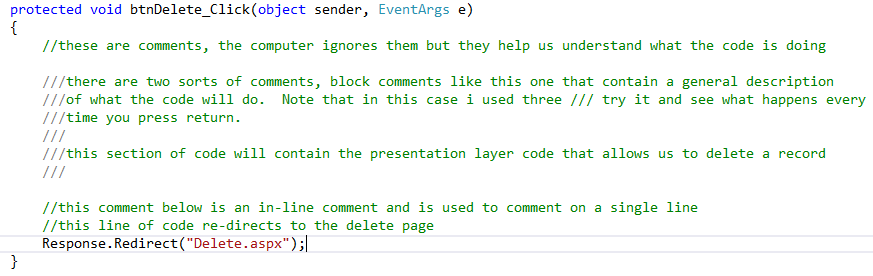 protected void btnDelete_Click(object sender, EventArgs e)
{
//these are comments, the computer ignores them but they help us understand what the code is doing
///there are two sorts of comments, block comments like this one that contain a general description
///of what the code will do.  Note that in this case i used three /// try it and see what happens every
///time you press return.
///
///this section of code will contain the presentation layer code that allows us to delete a record
///
//this comment below is an in-line comment and is used to comment on a single line
//this line of code re-directs to the delete page
Response.Redirect("Delete.aspx");
}